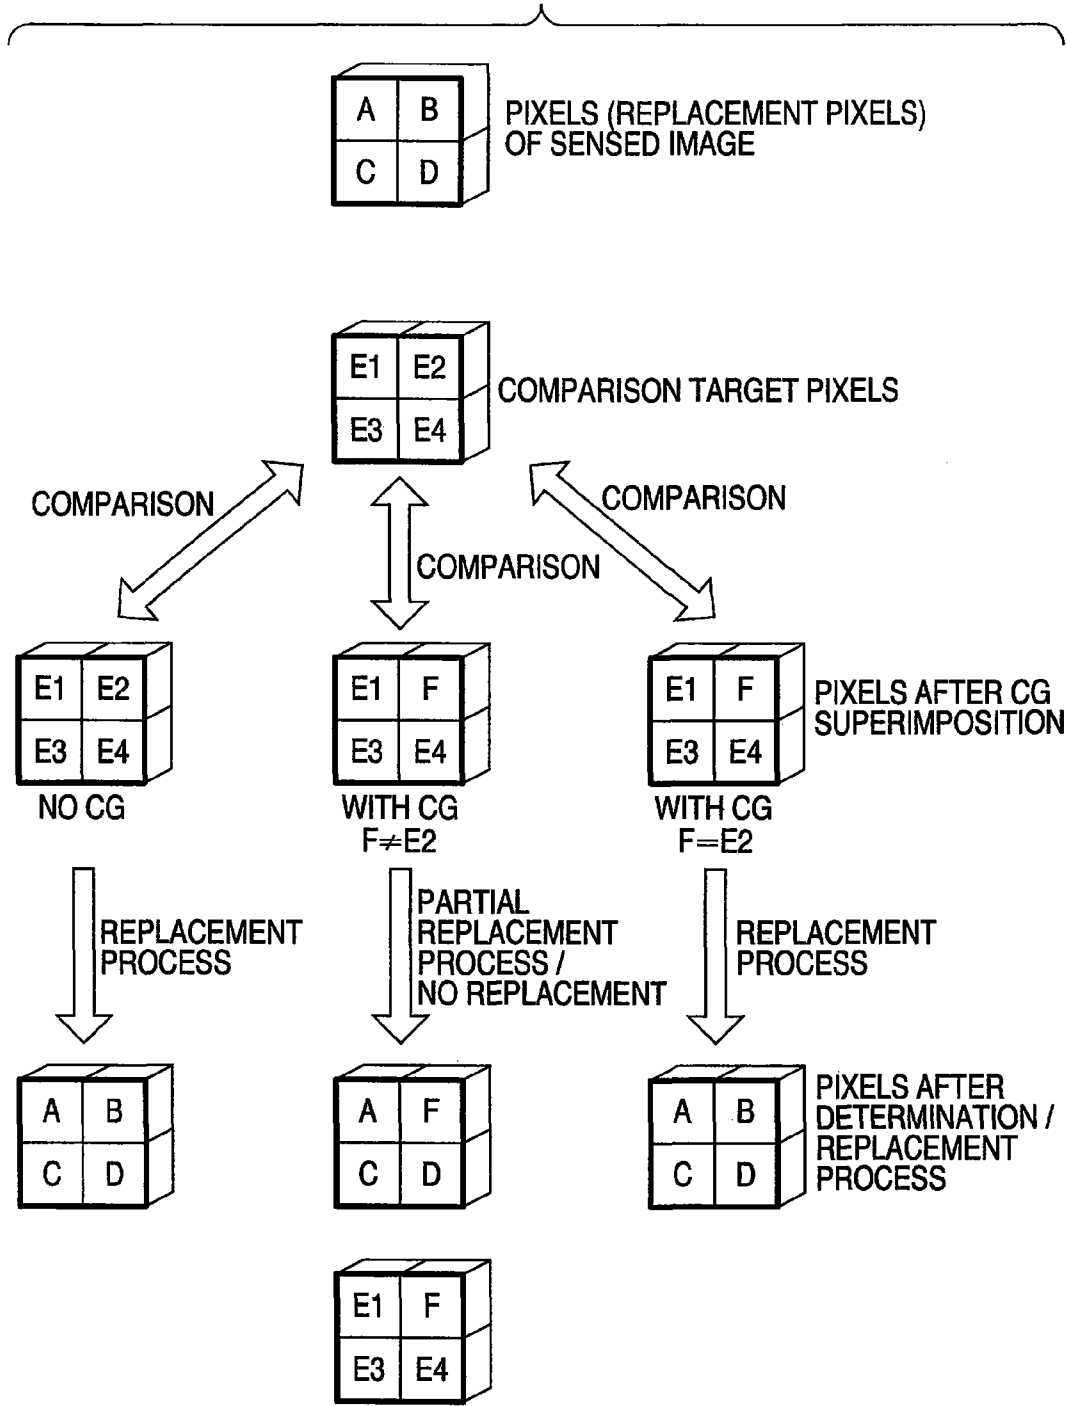 A B
C D
PIXELS (REPLACEMENT PIXELS)
OF SENSED IMAGE
E1 E2
E3 E4
COMPARISON TARGET PIXELS
COMPARISON
COMPARISON
COMPARISON
E1 E2
E3 E4
NO CG
E1 F
E3 E4
WITH CG
F≠E2
E1 F
E3 E4
WITH CG
F=E2
PIXELS AFTER CG
SUPERIMPOSITION
REPLACEMENT
PROCESS
PARTIAL
REPLACEMENT
PROCESS /
NO REPLACEMENT
REPLACEMENT
PROCESS
A B
C D
A F
C D
A B
C D
PIXELS AFTER
DETERMINATION /
REPLACEMENT
PROCESS
E1 F
E3 E4